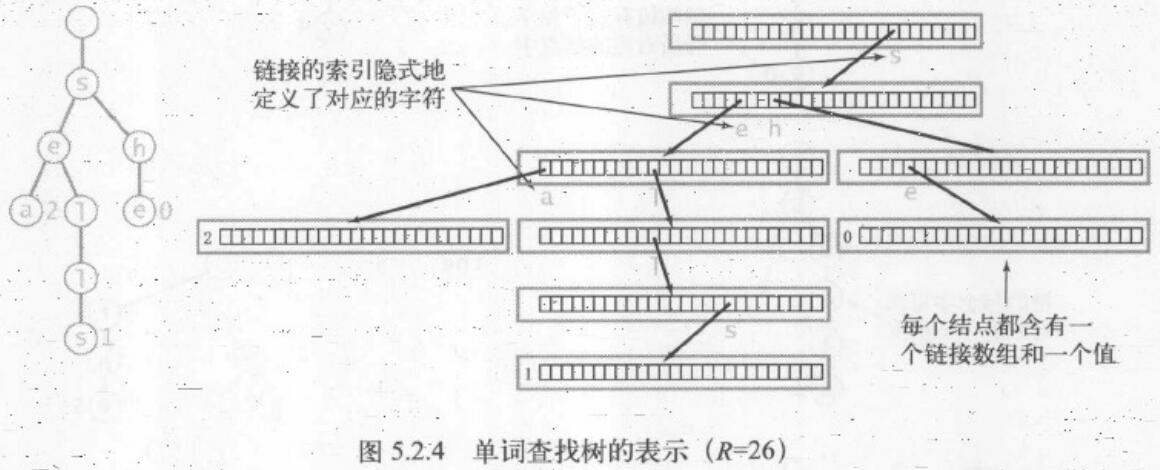 链接的索引隐式地
定义了对应的字符
s
s
e h
e
h
a
l
e
a 2
l
e 0
2
0
l
l
s
s 1
1
每个结点都含有一
个链接数组和一个值
图 5.2.4 单词查找树的表示（R=26）